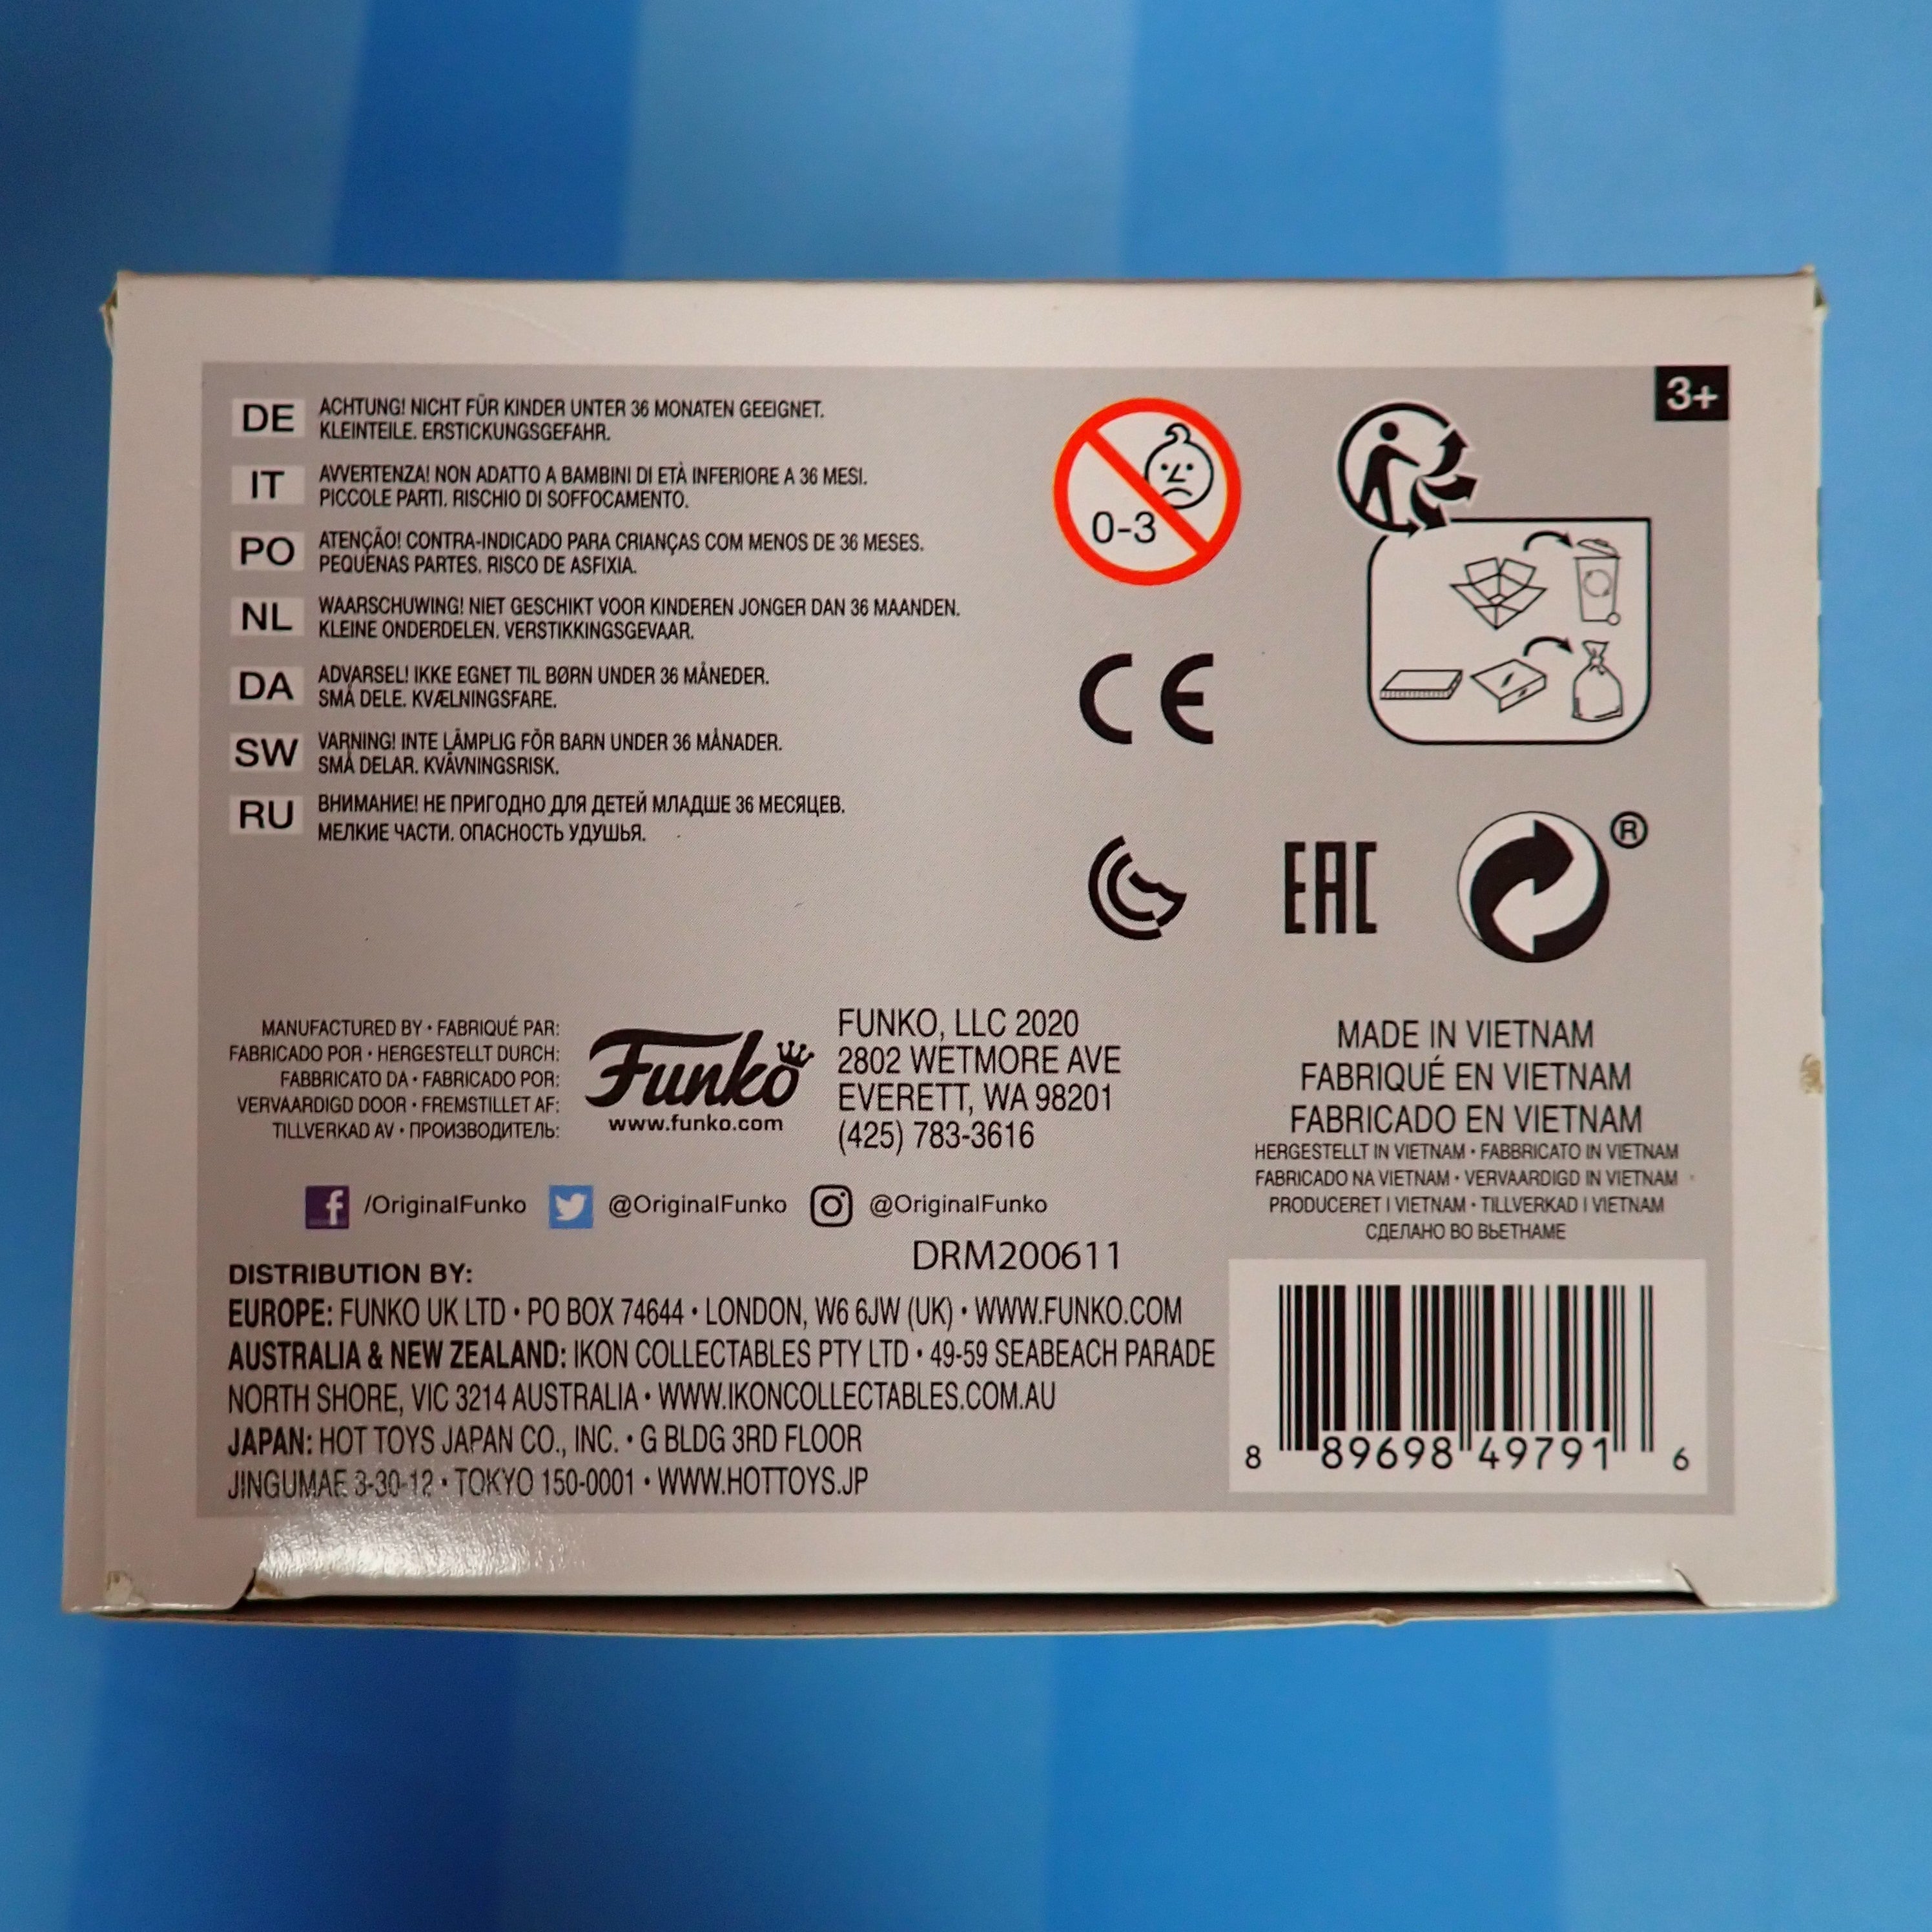 3+
DE
ACHTUNG! NICHT FÜR KINDER UNTER 36 MONATEN GEEIGNET.
KLEINTEILE. ERSTICKUNGSGEFAHR.
IT
AVVERTENZA! NON ADATTO A BAMBINI DI ETÀ INFERIORE A 36 MESI.
PICCOLE PARTI. RISCHIO DI SOFFOCAMENTO.
PO
ATENÇÃO! CONTRA-INDICADO PARA CRIANÇAS COM MENOS DE 36 MESES.
PEQUENAS PARTES. RISCO DE ASFIXIA.
NL
WAARSCHUWING! NIET GESCHIKT VOOR KINDEREN JONGER DAN 36 MAANDEN.
KLEINE ONDERDELEN. VERSTIKKINGSGEVAAR.
DA
ADVARSEL! IKKE EGNET TIL BØRN UNDER 36 MÅNEDER.
SMÅ DELE. KVÆLNINGSFARE.
SW
VARNING! INTE LÄMPLIG FÖR BARN UNDER 36 MÅNADER.
SMÅ DELAR. KVÄVNINGSRISK.
RU
ВНИМАНИЕ! НЕ ПРИГОДНО ДЛЯ ДЕТЕЙ МЛАДШЕ 36 МЕСЯЦЕВ.
МЕЛКИЕ ЧАСТИ. ОПАСНОСТЬ УДУШЬЯ.
0-3
CE
EAC
®
MANUFACTURED BY • FABRIQUÉ PAR:
FABRICADO POR • HERGESTELLT DURCH:
FABBRICATO DA • FABRICADO POR:
VERVAARDIGD DOOR • FREMSTILLET AF:
TILLVERKAD AV • ПРОИЗВОДИТЕЛЬ:
Funko
www.funko.com
FUNKO, LLC 2020
2802 WETMORE AVE
EVERETT, WA 98201
(425) 783-3616
MADE IN VIETNAM
FABRIQUÉ EN VIETNAM
FABRICADO EN VIETNAM
HERGESTELLT IN VIETNAM • FABBRICATO IN VIETNAM
FABRICADO NA VIETNAM • VERVAARDIGD IN VIETNAM
PRODUCERET I VIETNAM • TILLVERKAD I VIETNAM
СДЕЛАНО ВО ВЬЕТНАМЕ
/OriginalFunko @OriginalFunko @OriginalFunko
DRM200611
DISTRIBUTION BY:
EUROPE: FUNKO UK LTD • PO BOX 74644 • LONDON, W6 6JW (UK) • WWW.FUNKO.COM
AUSTRALIA & NEW ZEALAND: IKON COLLECTABLES PTY LTD • 49-59 SEABEACH PARADE
NORTH SHORE, VIC 3214 AUSTRALIA • WWW.IKONCOLLECTABLES.COM.AU
JAPAN: HOT TOYS JAPAN CO., INC. • G BLDG 3RD FLOOR
JINGUMAE 3-30-12 • TOKYO 150-0001 • WWW.HOTTOYS.JP
8 89698 49791 6